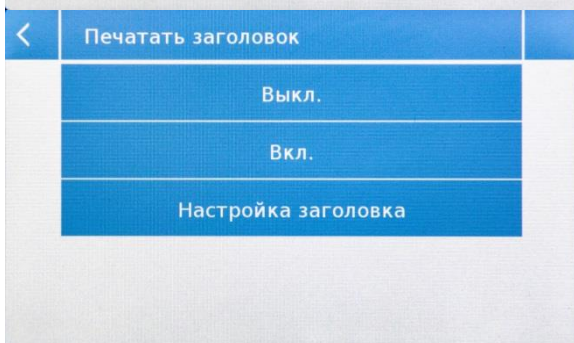 Печатать заголовок
Выкл.
Вкл.
Настройка заголовка